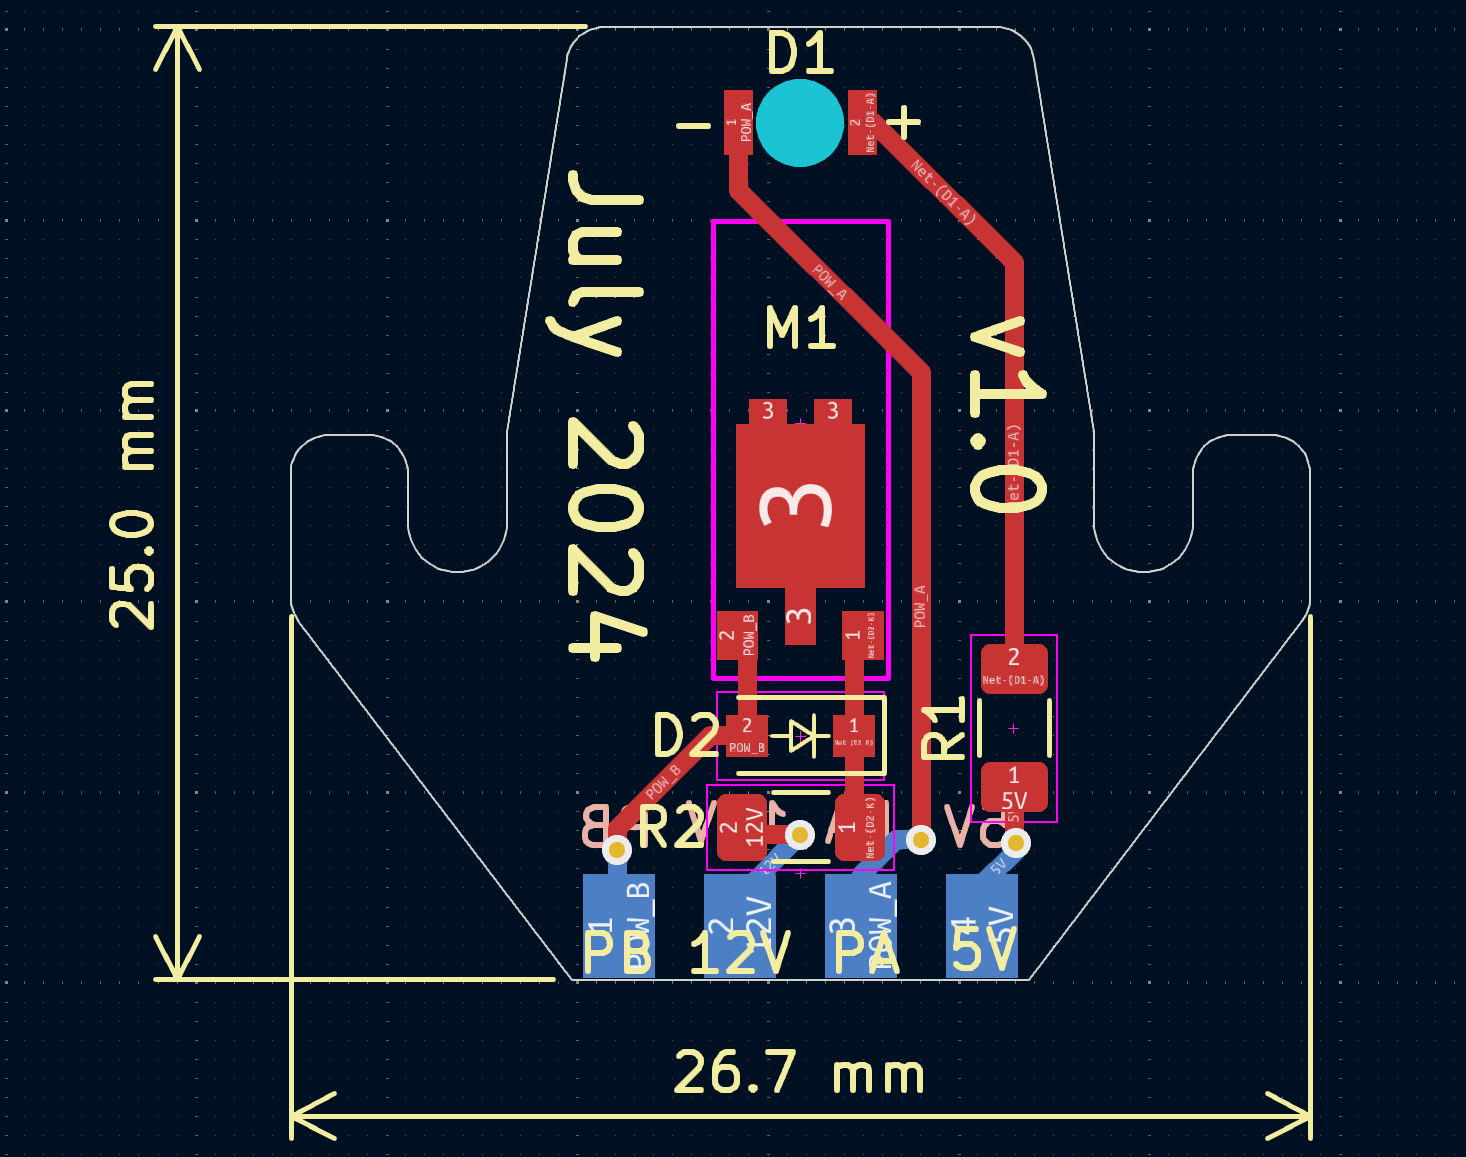 D1
-
+
1
POW_A
2
Net-(D1-A)
Net-(D1-A)
July 2024
POW_A
M1
V1.0
3
3
3
3
Net-(D1-A)
POW_A
2
POW_B
1
Net-(D2-K)
25.0 mm
2
Net-(D1-A)
R1
D2
2
POW_B
1
Net-(D2-K)
1
5V
POW_B
R2
2
12V
1
Net-(D2-K)
12V
5V
5V
1
POW_B
2
12V
3
POW_A
4
5V
PB
12V
PA
5V
26.7 mm